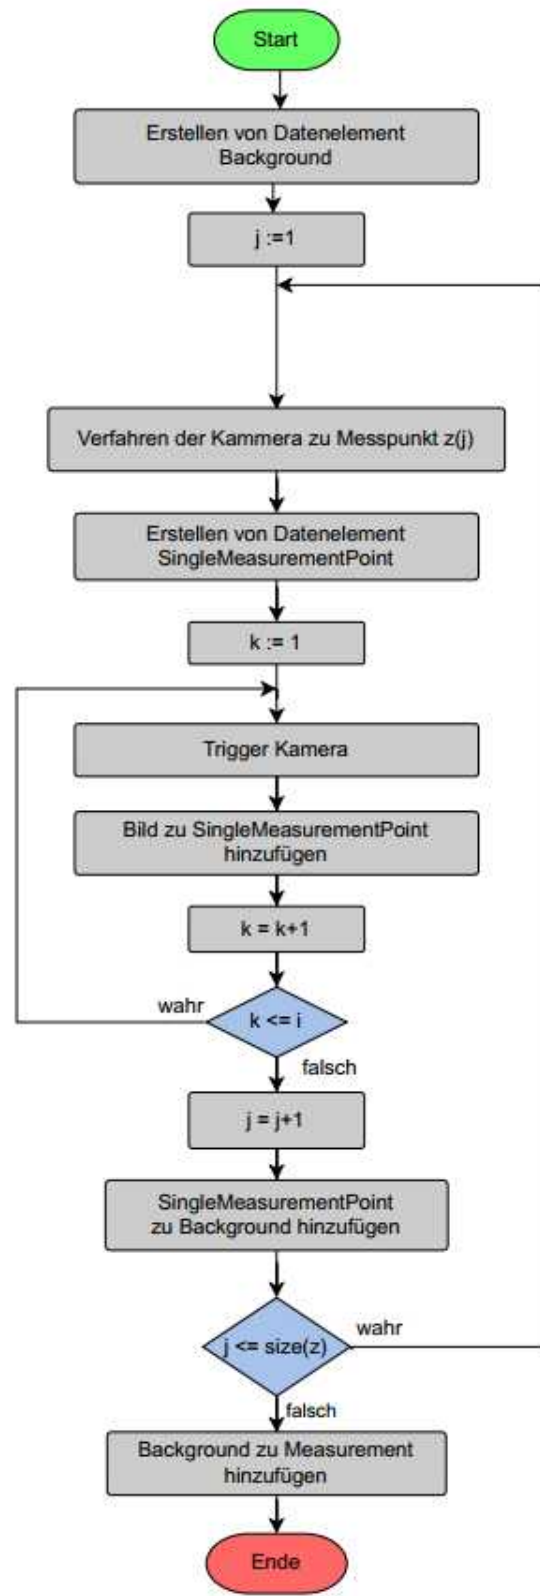 Start
Erstellen von Datenelement
Background
j :=1
Verfahren der Kammera zu Messpunkt z(j)
Erstellen von Datenelement
SingleMeasurementPoint
k := 1
Trigger Kamera
Bild zu SingleMeasurementPoint
hinzufügen
k = k+1
wahr
k <= i
falsch
j = j+1
SingleMeasurementPoint
zu Background hinzufügen
wahr
j <= size(z)
falsch
Background zu Measurement
hinzufügen
Ende